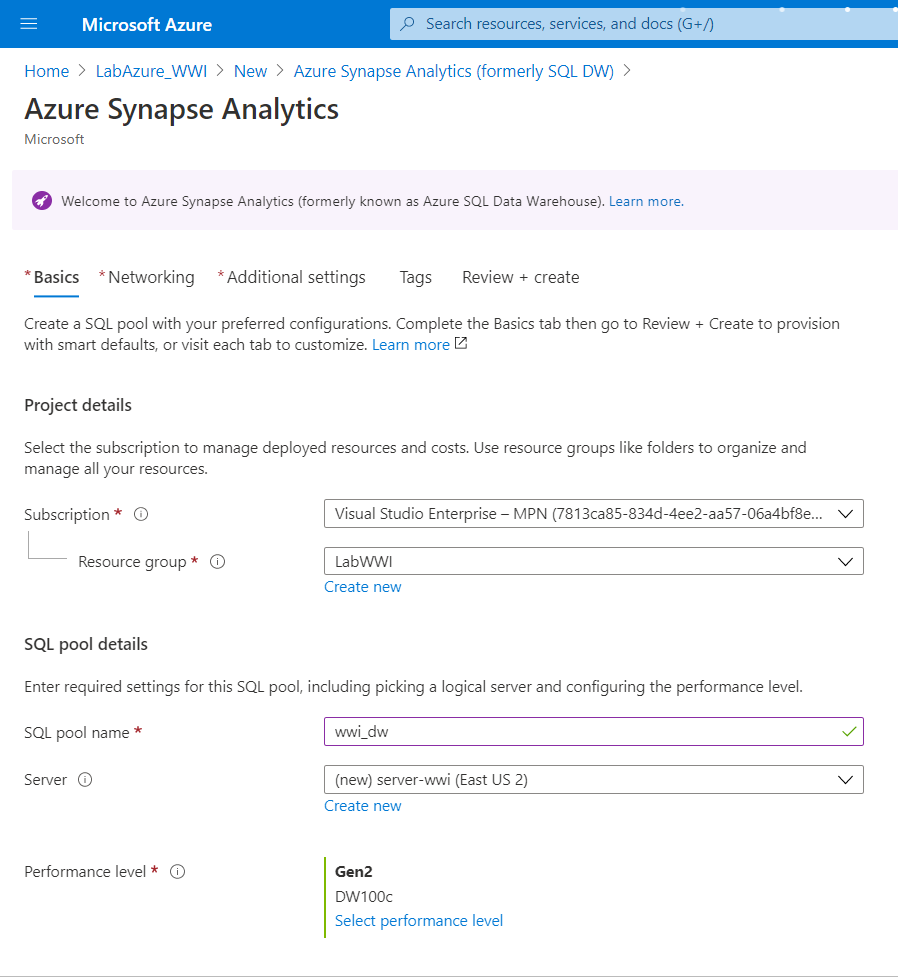 Microsoft Azure
Search resources, services, and docs (G+/)
Home > LabAzure_WWI > New > Azure Synapse Analytics (formerly SQL DW) >
Azure Synapse Analytics
Microsoft
Welcome to Azure Synapse Analytics (formerly known as Azure SQL Data Warehouse). Learn more.
* Basics * Networking * Additional settings Tags Review + create
Create a SQL pool with your preferred configurations. Complete the Basics tab then go to Review + Create to provision
with smart defaults, or visit each tab to customize. Learn more
Project details
Select the subscription to manage deployed resources and costs. Use resource groups like folders to organize and
manage all your resources.
Subscription *
Visual Studio Enterprise – MPN (7813ca85-834d-4ee2-aa57-06a4bf8e...
Resource group *
LabWWI
Create new
SQL pool details
Enter required settings for this SQL pool, including picking a logical server and configuring the performance level.
SQL pool name *
wwi_dw
Server
(new) server-wwi (East US 2)
Create new
Performance level *
Gen2
DW100c
Select performance level